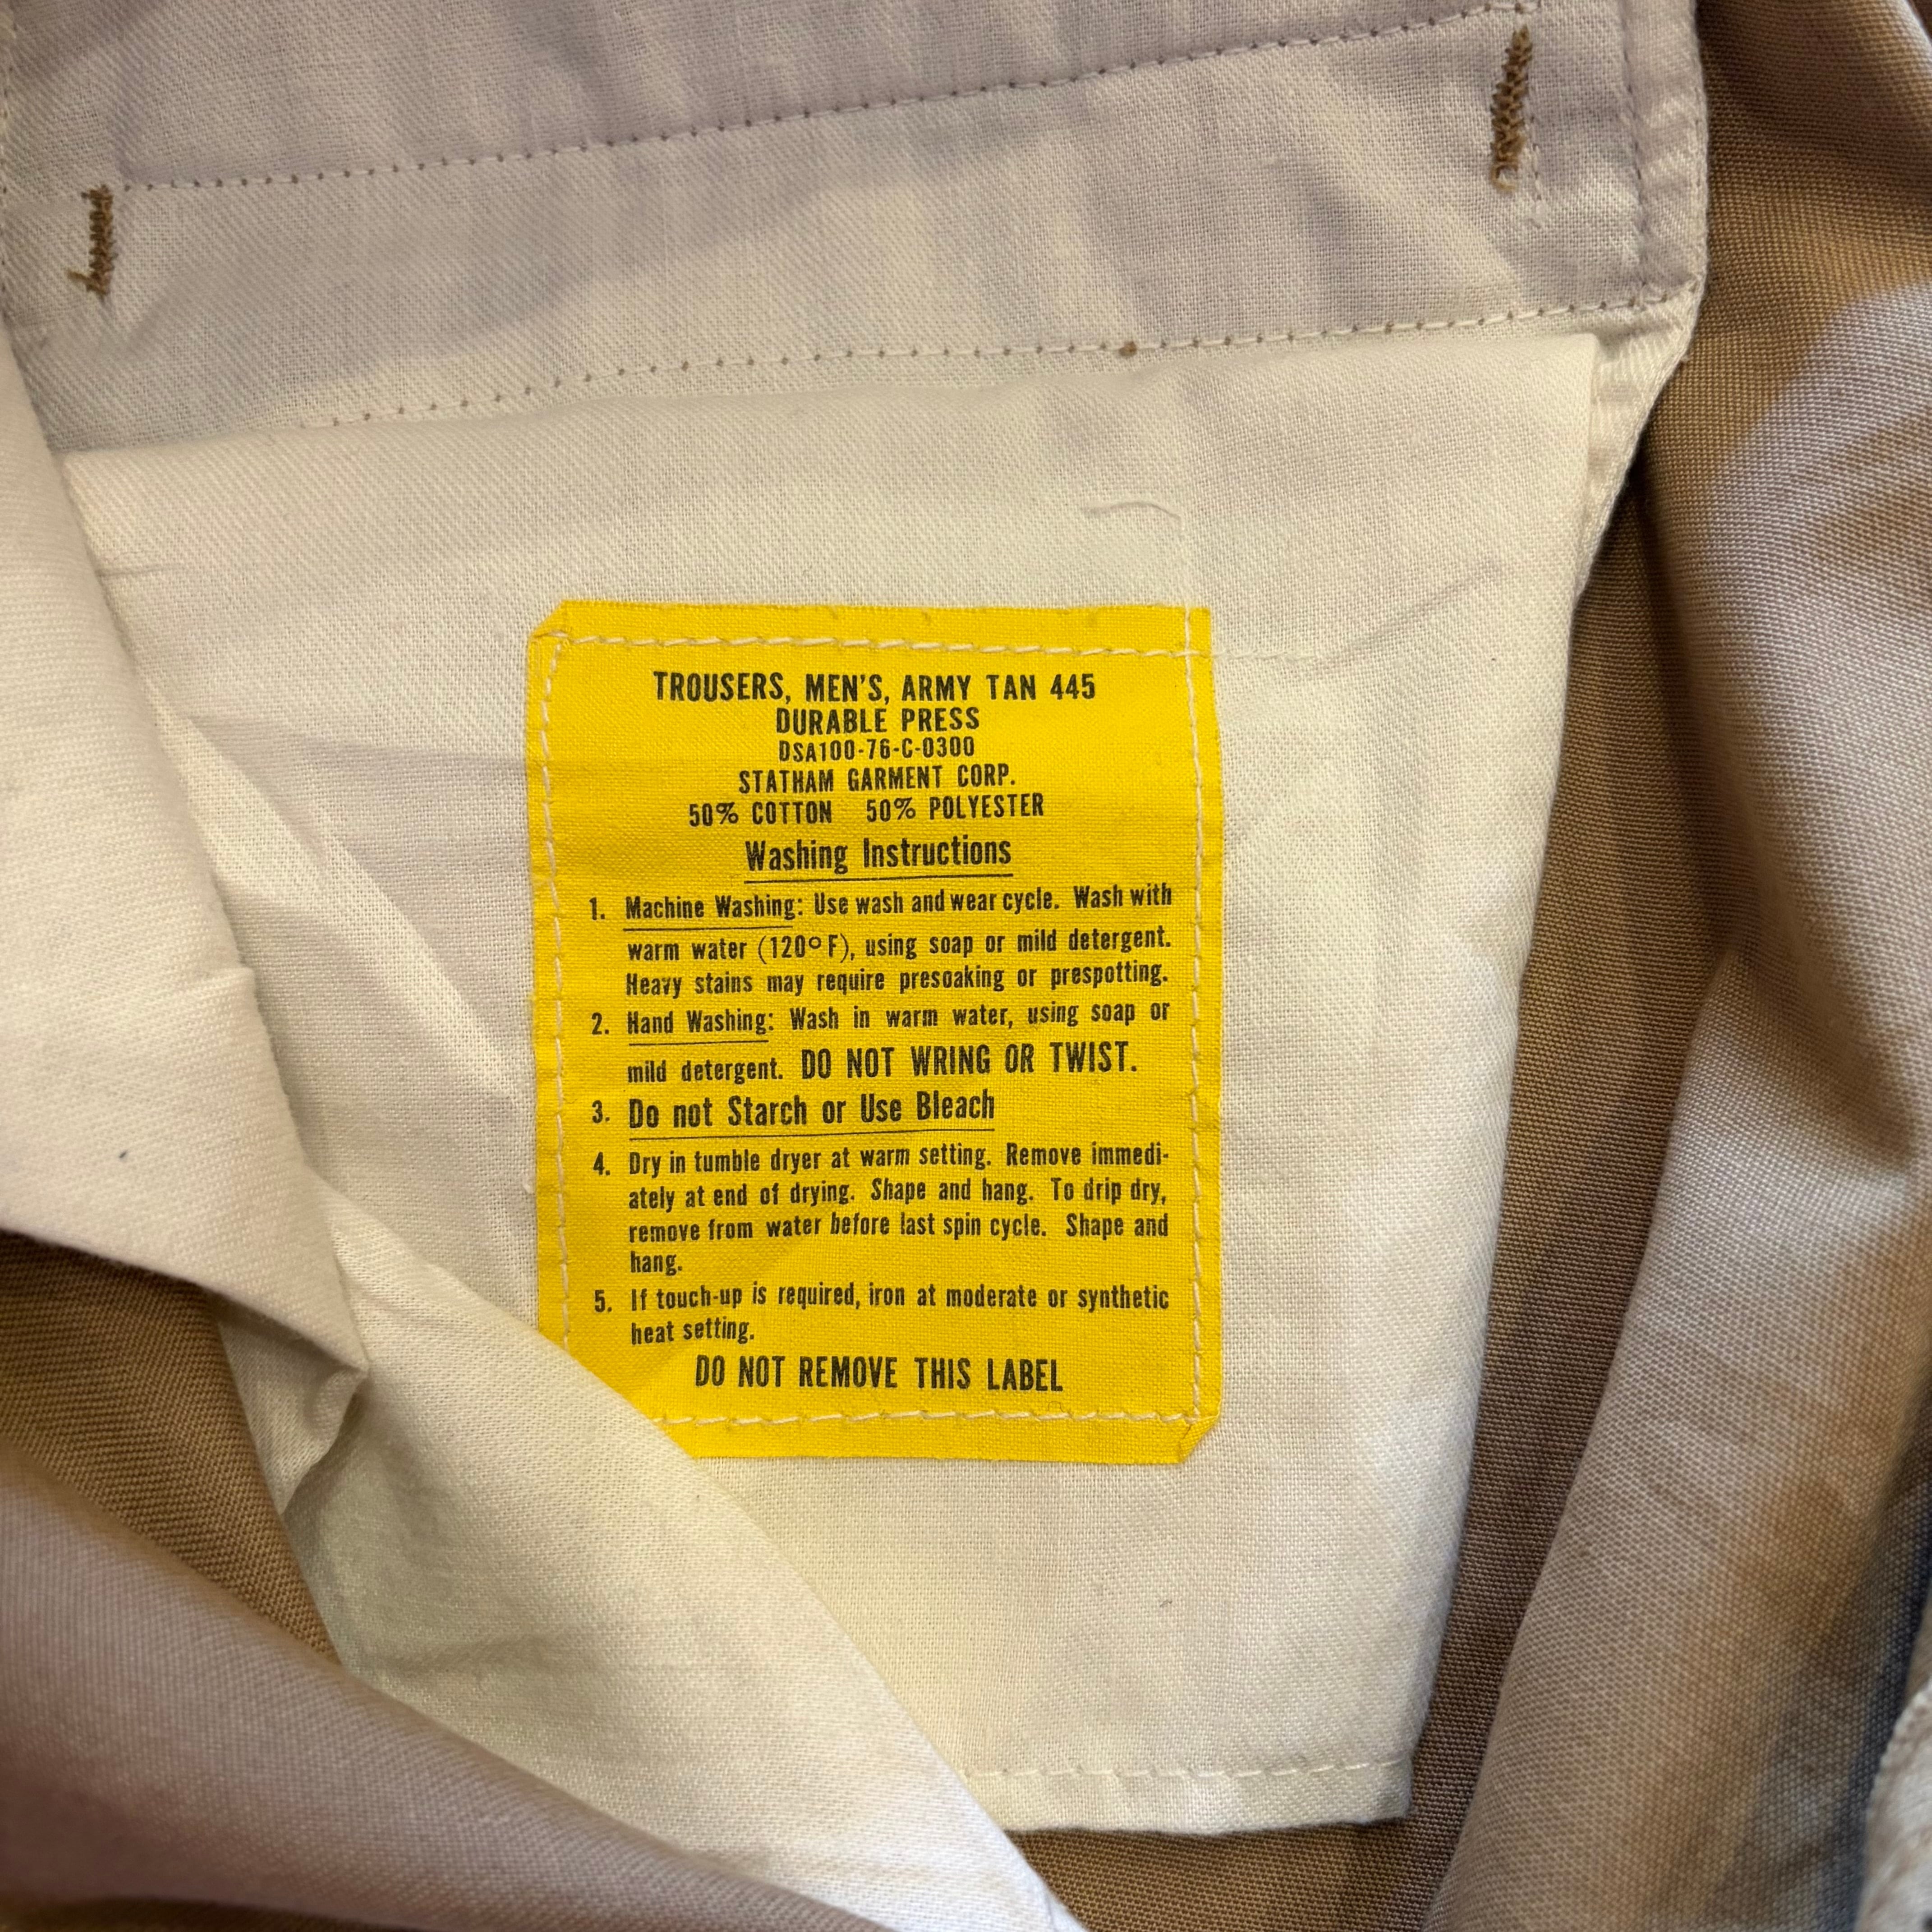 TROUSERS, MEN'S, ARMY TAN 445
DURABLE PRESS
DSA100-76-C-0300
STATHAM GARMENT CORP.
50% COTTON 50% POLYESTER
Washing Instructions
1. Machine Washing: Use wash and wear cycle. Wash with
warm water (120° F), using soap or mild detergent.
Heavy stains may require presoaking or prespotting.
2. Hand Washing: Wash in warm water, using soap or
mild detergent. DO NOT WRING OR TWIST.
3. Do not Starch or Use Bleach
4. Dry in tumble dryer at warm setting. Remove immedi-
ately at end of drying. Shape and hang. To drip dry,
remove from water before last spin cycle. Shape and
hang.
5. If touch-up is required, iron at moderate or synthetic
heat setting.
DO NOT REMOVE THIS LABEL